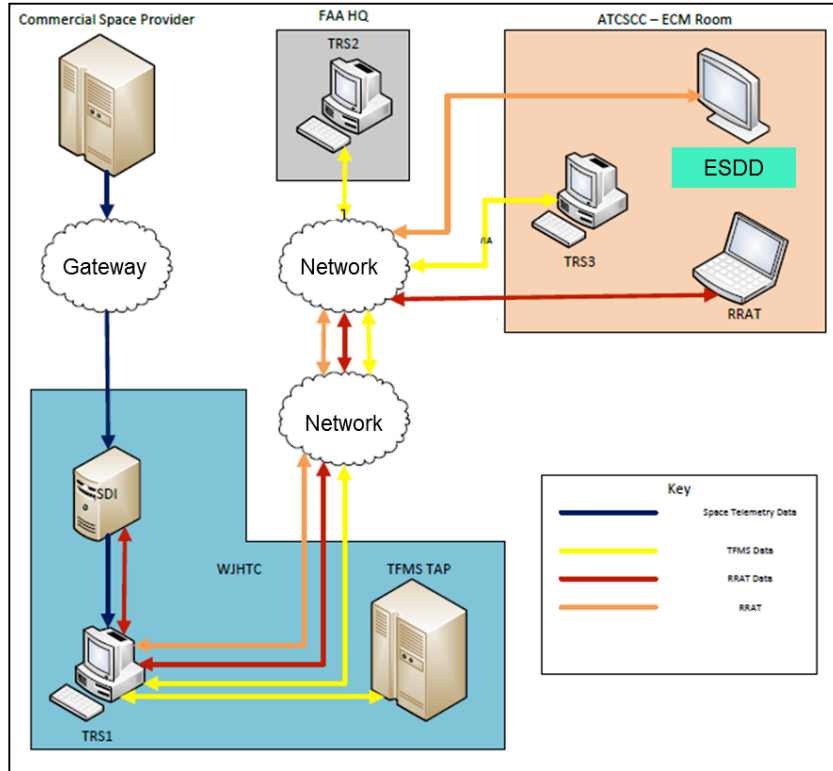 Commercial Space Provider
FAA HQ
ATCSCC – ECM Room
TRS2
ESDD
TRS3
RRAT
Gateway
Network
Network
SDI
WJHTC
TFMS TAP
TRS1
Key
Space Telemetry Data
TFMS Data
RRAT Data
RRAT